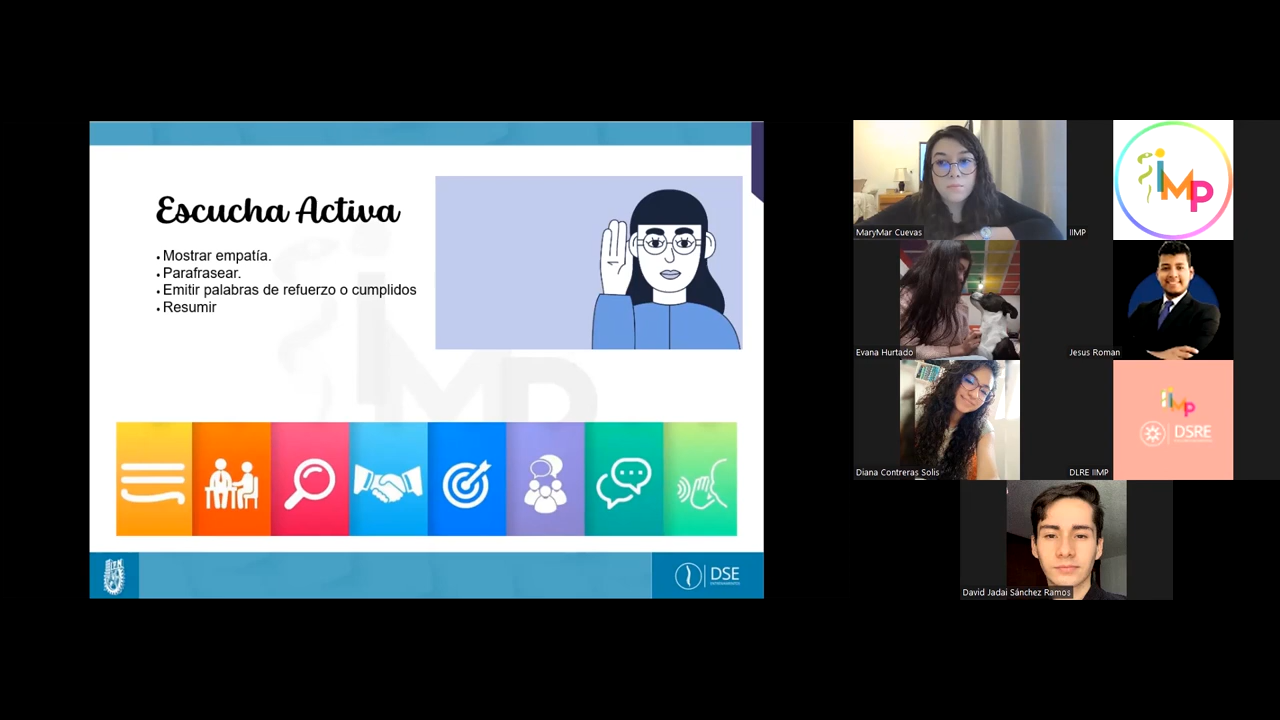 Escucha Activa
• Mostrar empatía.
• Parafrasear.
• Emitir palabras de refuerzo o cumplidos
• Resumir
iMP
DSE
MaryMar Cuevas
IIMP
iMP
Evana Hurtado
Jesus Roman
Diana Contreras Solis
DLRE IIMP
iMP
DSRE
David Jadai Sánchez Ramos